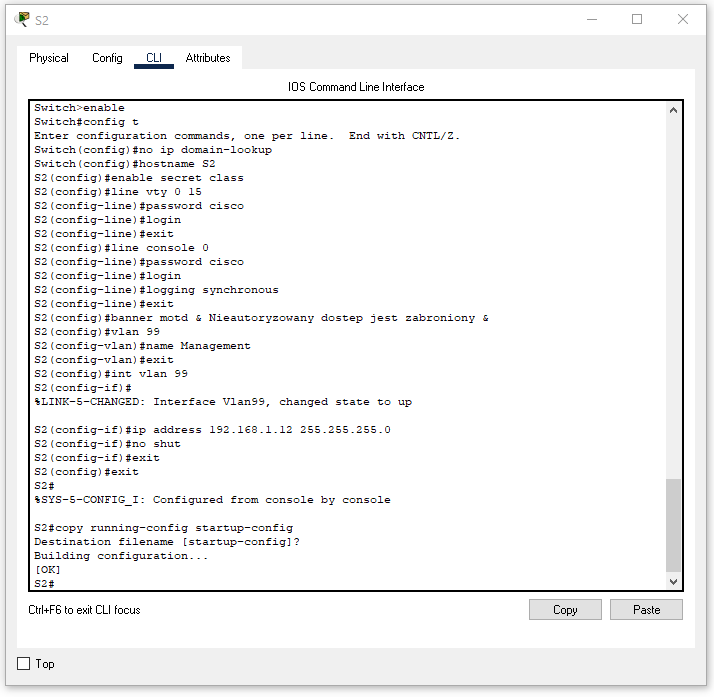 S2
Physical Config CLI Attributes
IOS Command Line Interface
Switch>enable
Switch#config t
Enter configuration commands, one per line.  End with CNTL/Z.
Switch(config)#no ip domain-lookup
Switch(config)#hostname S2
S2(config)#enable secret class
S2(config)#line vty 0 15
S2(config-line)#password cisco
S2(config-line)#login
S2(config-line)#exit
S2(config)#line console 0
S2(config-line)#password cisco
S2(config-line)#login
S2(config-line)#logging synchronous
S2(config-line)#exit
S2(config)#banner motd & Nieautoryzowany dostep jest zabroniony &
S2(config)#vlan 99
S2(config-vlan)#name Management
S2(config-vlan)#exit
S2(config)#int vlan 99
S2(config-if)#
%LINK-5-CHANGED: Interface Vlan99, changed state to up
S2(config-if)#ip address 192.168.1.12 255.255.255.0
S2(config-if)#no shut
S2(config-if)#exit
S2(config)#exit
S2#
%SYS-5-CONFIG_I: Configured from console by console
S2#copy running-config startup-config
Destination filename [startup-config]?
Building configuration...
[OK]
S2#
Ctrl+F6 to exit CLI focus
Copy Paste
Top